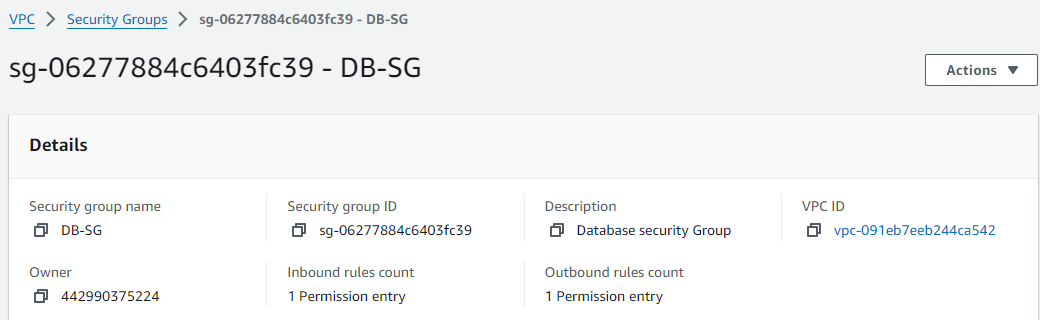 VPC > Security Groups > sg-06277884c6403fc39 - DB-SG
sg-06277884c6403fc39 - DB-SG
Actions
Details
Security group name
DB-SG
Security group ID
sg-06277884c6403fc39
Description
Database security Group
VPC ID
vpc-091eb7eeb244ca542
Owner
442990375224
Inbound rules count
1 Permission entry
Outbound rules count
1 Permission entry